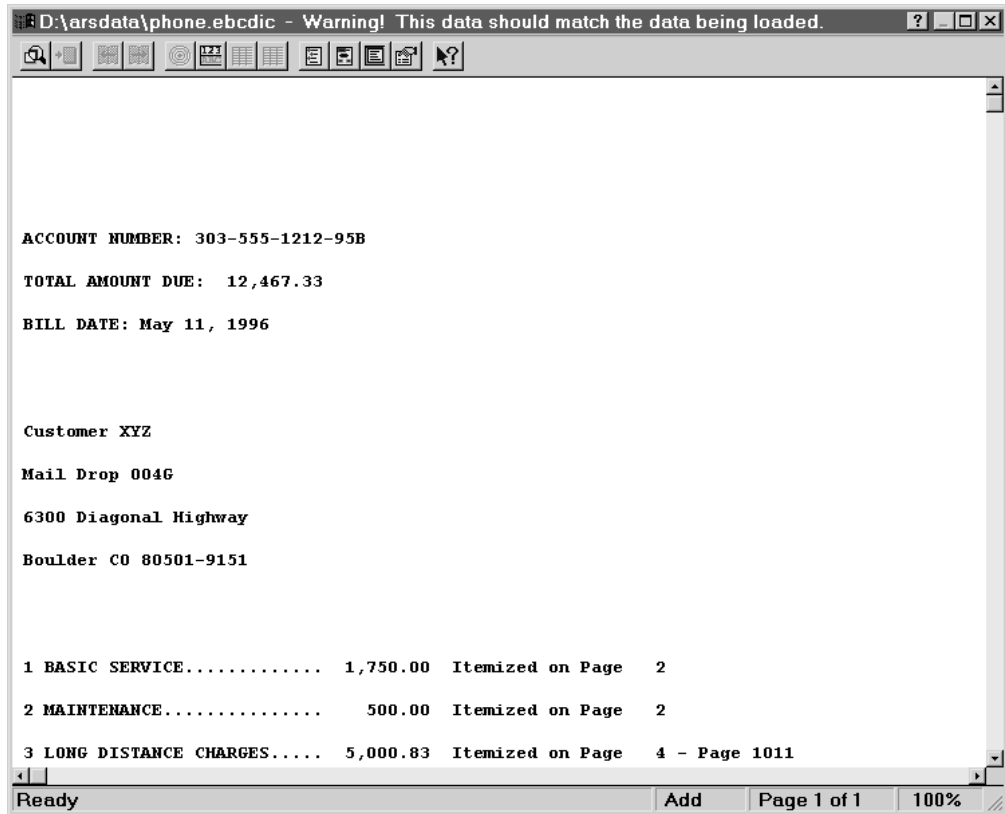 D:\arsdata\phone.ebcdic - Warning! This data should match the data being loaded.
ACCOUNT NUMBER: 303-555-1212-95B
TOTAL AMOUNT DUE:  12,467.33
BILL DATE: May 11, 1996
Customer XYZ
Mail Drop 004G
6300 Diagonal Highway
Boulder CO 80501-9151
1 BASIC SERVICE............. 1,750.00 Itemized on Page 2
2 MAINTENANCE............... 500.00 Itemized on Page 2
3 LONG DISTANCE CHARGES..... 5,000.83 Itemized on Page 4 - Page 1011
Ready Add Page 1 of 1 100%